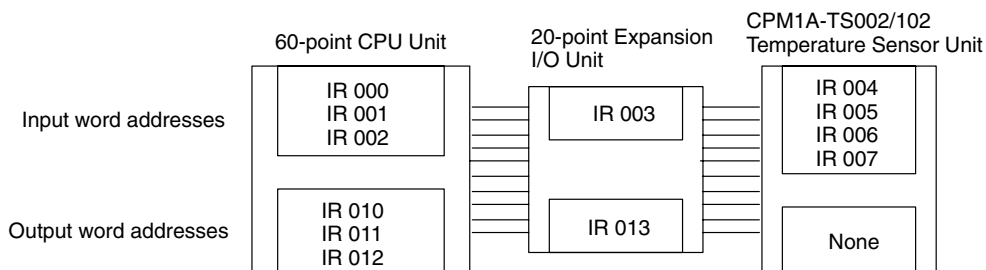 60-point CPU Unit
20-point Expansion
I/O Unit
CPM1A-TS002/102
Temperature Sensor Unit
Input word addresses
IR 000
IR 001
IR 002
IR 003
IR 004
IR 005
IR 006
IR 007
Output word addresses
IR 010
IR 011
IR 012
IR 013
None